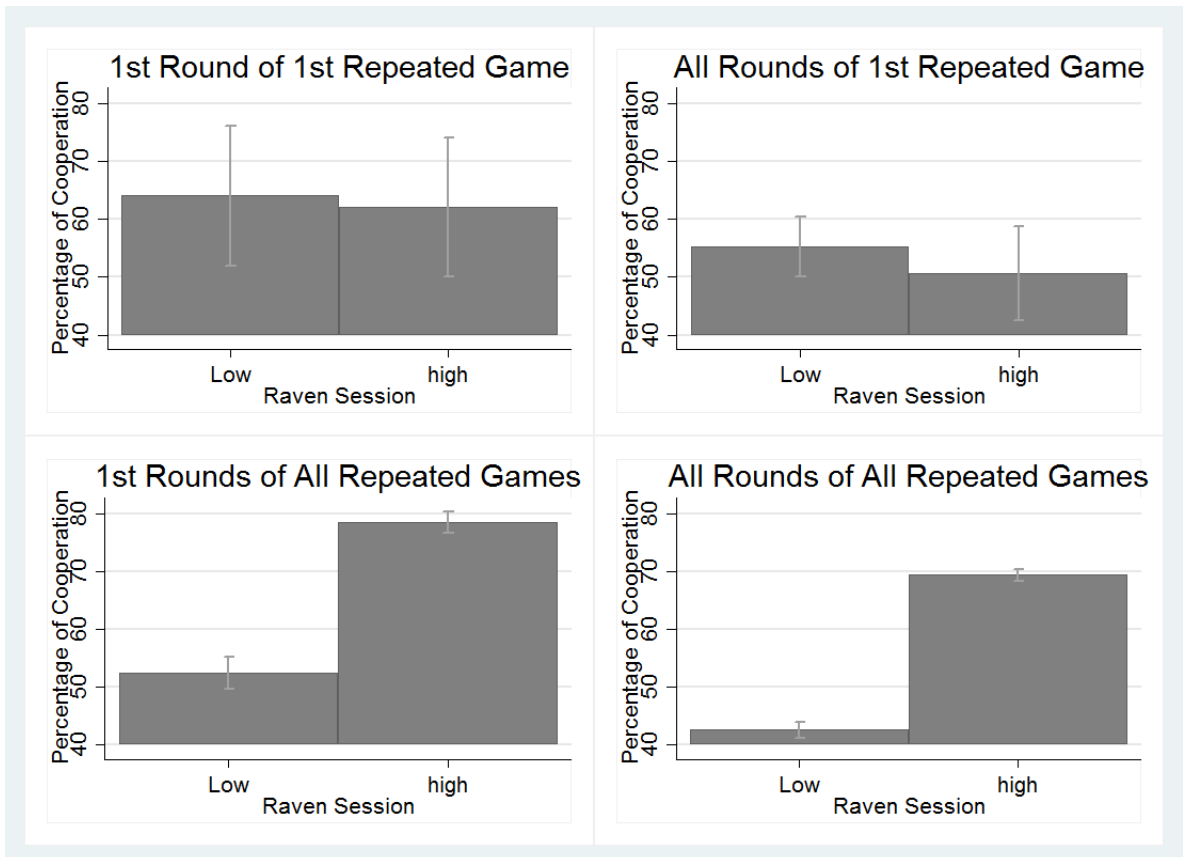 1st Round of 1st Repeated Game
Percentage of Cooperation
80
70
60
50
40
Low high
Raven Session
All Rounds of 1st Repeated Game
Percentage of Cooperation
80
70
60
50
40
Low high
Raven Session
1st Rounds of All Repeated Games
Percentage of Cooperation
80
70
60
50
40
Low high
Raven Session
All Rounds of All Repeated Games
Percentage of Cooperation
80
70
60
50
40
Low high
Raven Session